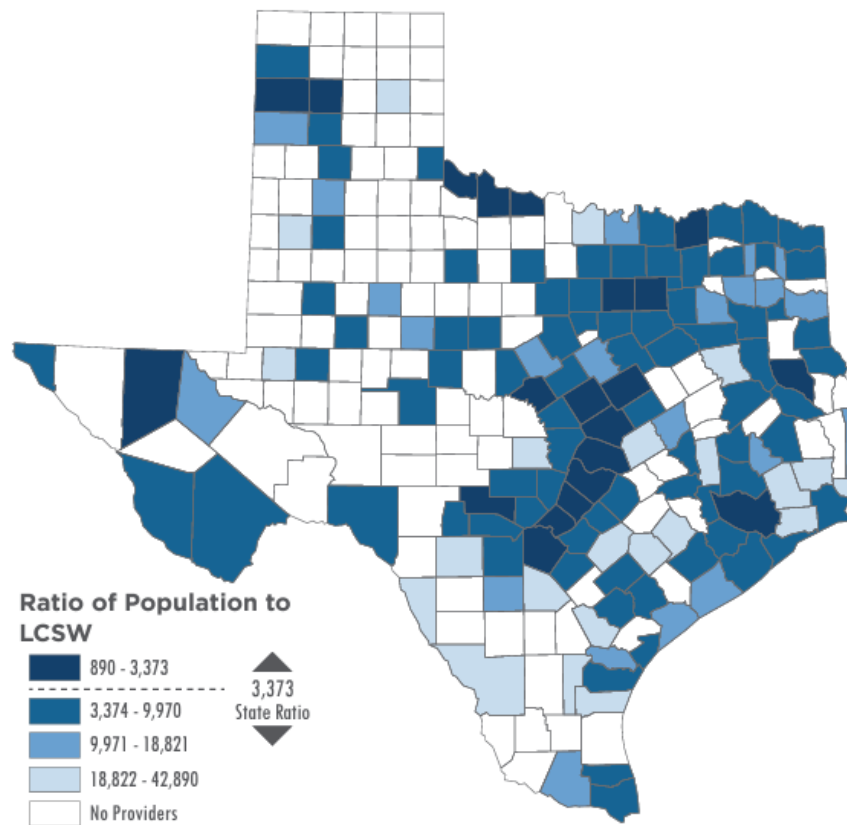 Ratio of Population to
LCSW
890 - 3,373
3,373
State Ratio
3,374 - 9,970
9,971 - 18,821
18,822 - 42,890
No Providers